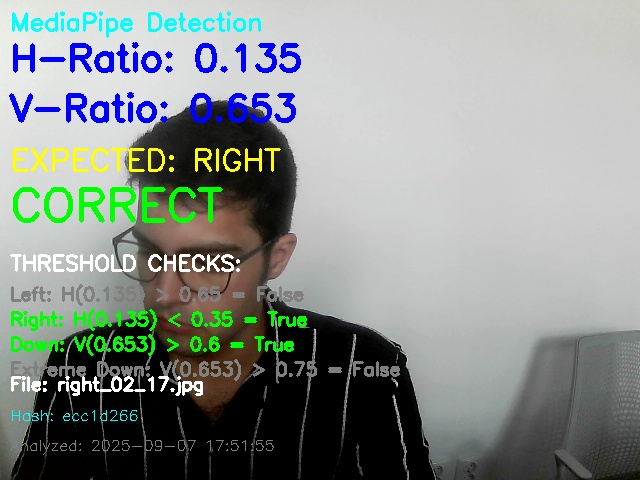 MediaPipe Detection
H-Ratio: 0.135
V-Ratio: 0.653
EXPECTED: RIGHT
CORRECT
THRESHOLD CHECKS:
Left: H(0.135) > 0.65 = False
Right: H(0.135) < 0.35 = True
Down: V(0.653) > 0.6 = True
Extreme Down: V(0.653) > 0.75 = False
File: right_02_17.jpg
Hash: ecc1d266
Analyzed: 2025-09-07 17:51:55